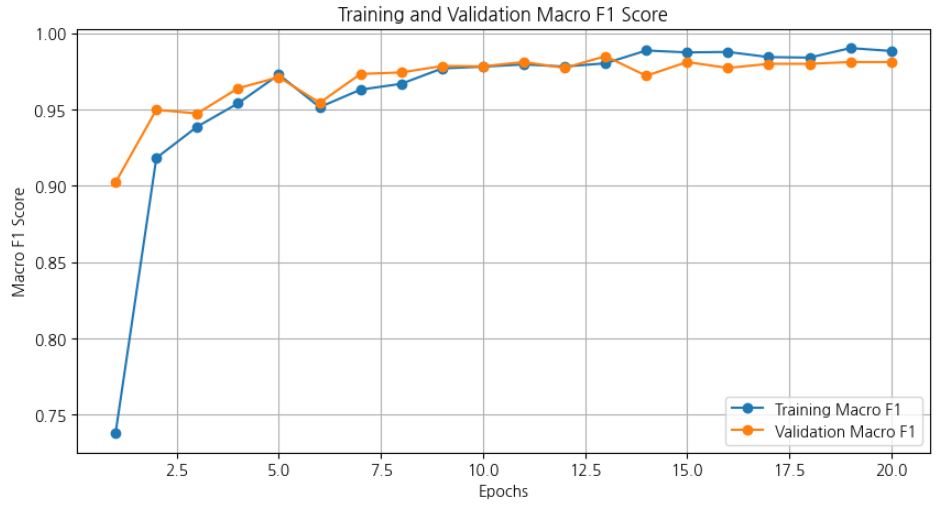 Training and Validation Macro F1 Score
1.00
0.95
0.90
0.85
0.80
0.75
Macro F1 Score
Training Macro F1
Validation Macro F1
2.5 5.0 7.5 10.0 12.5 15.0 17.5 20.0
Epochs